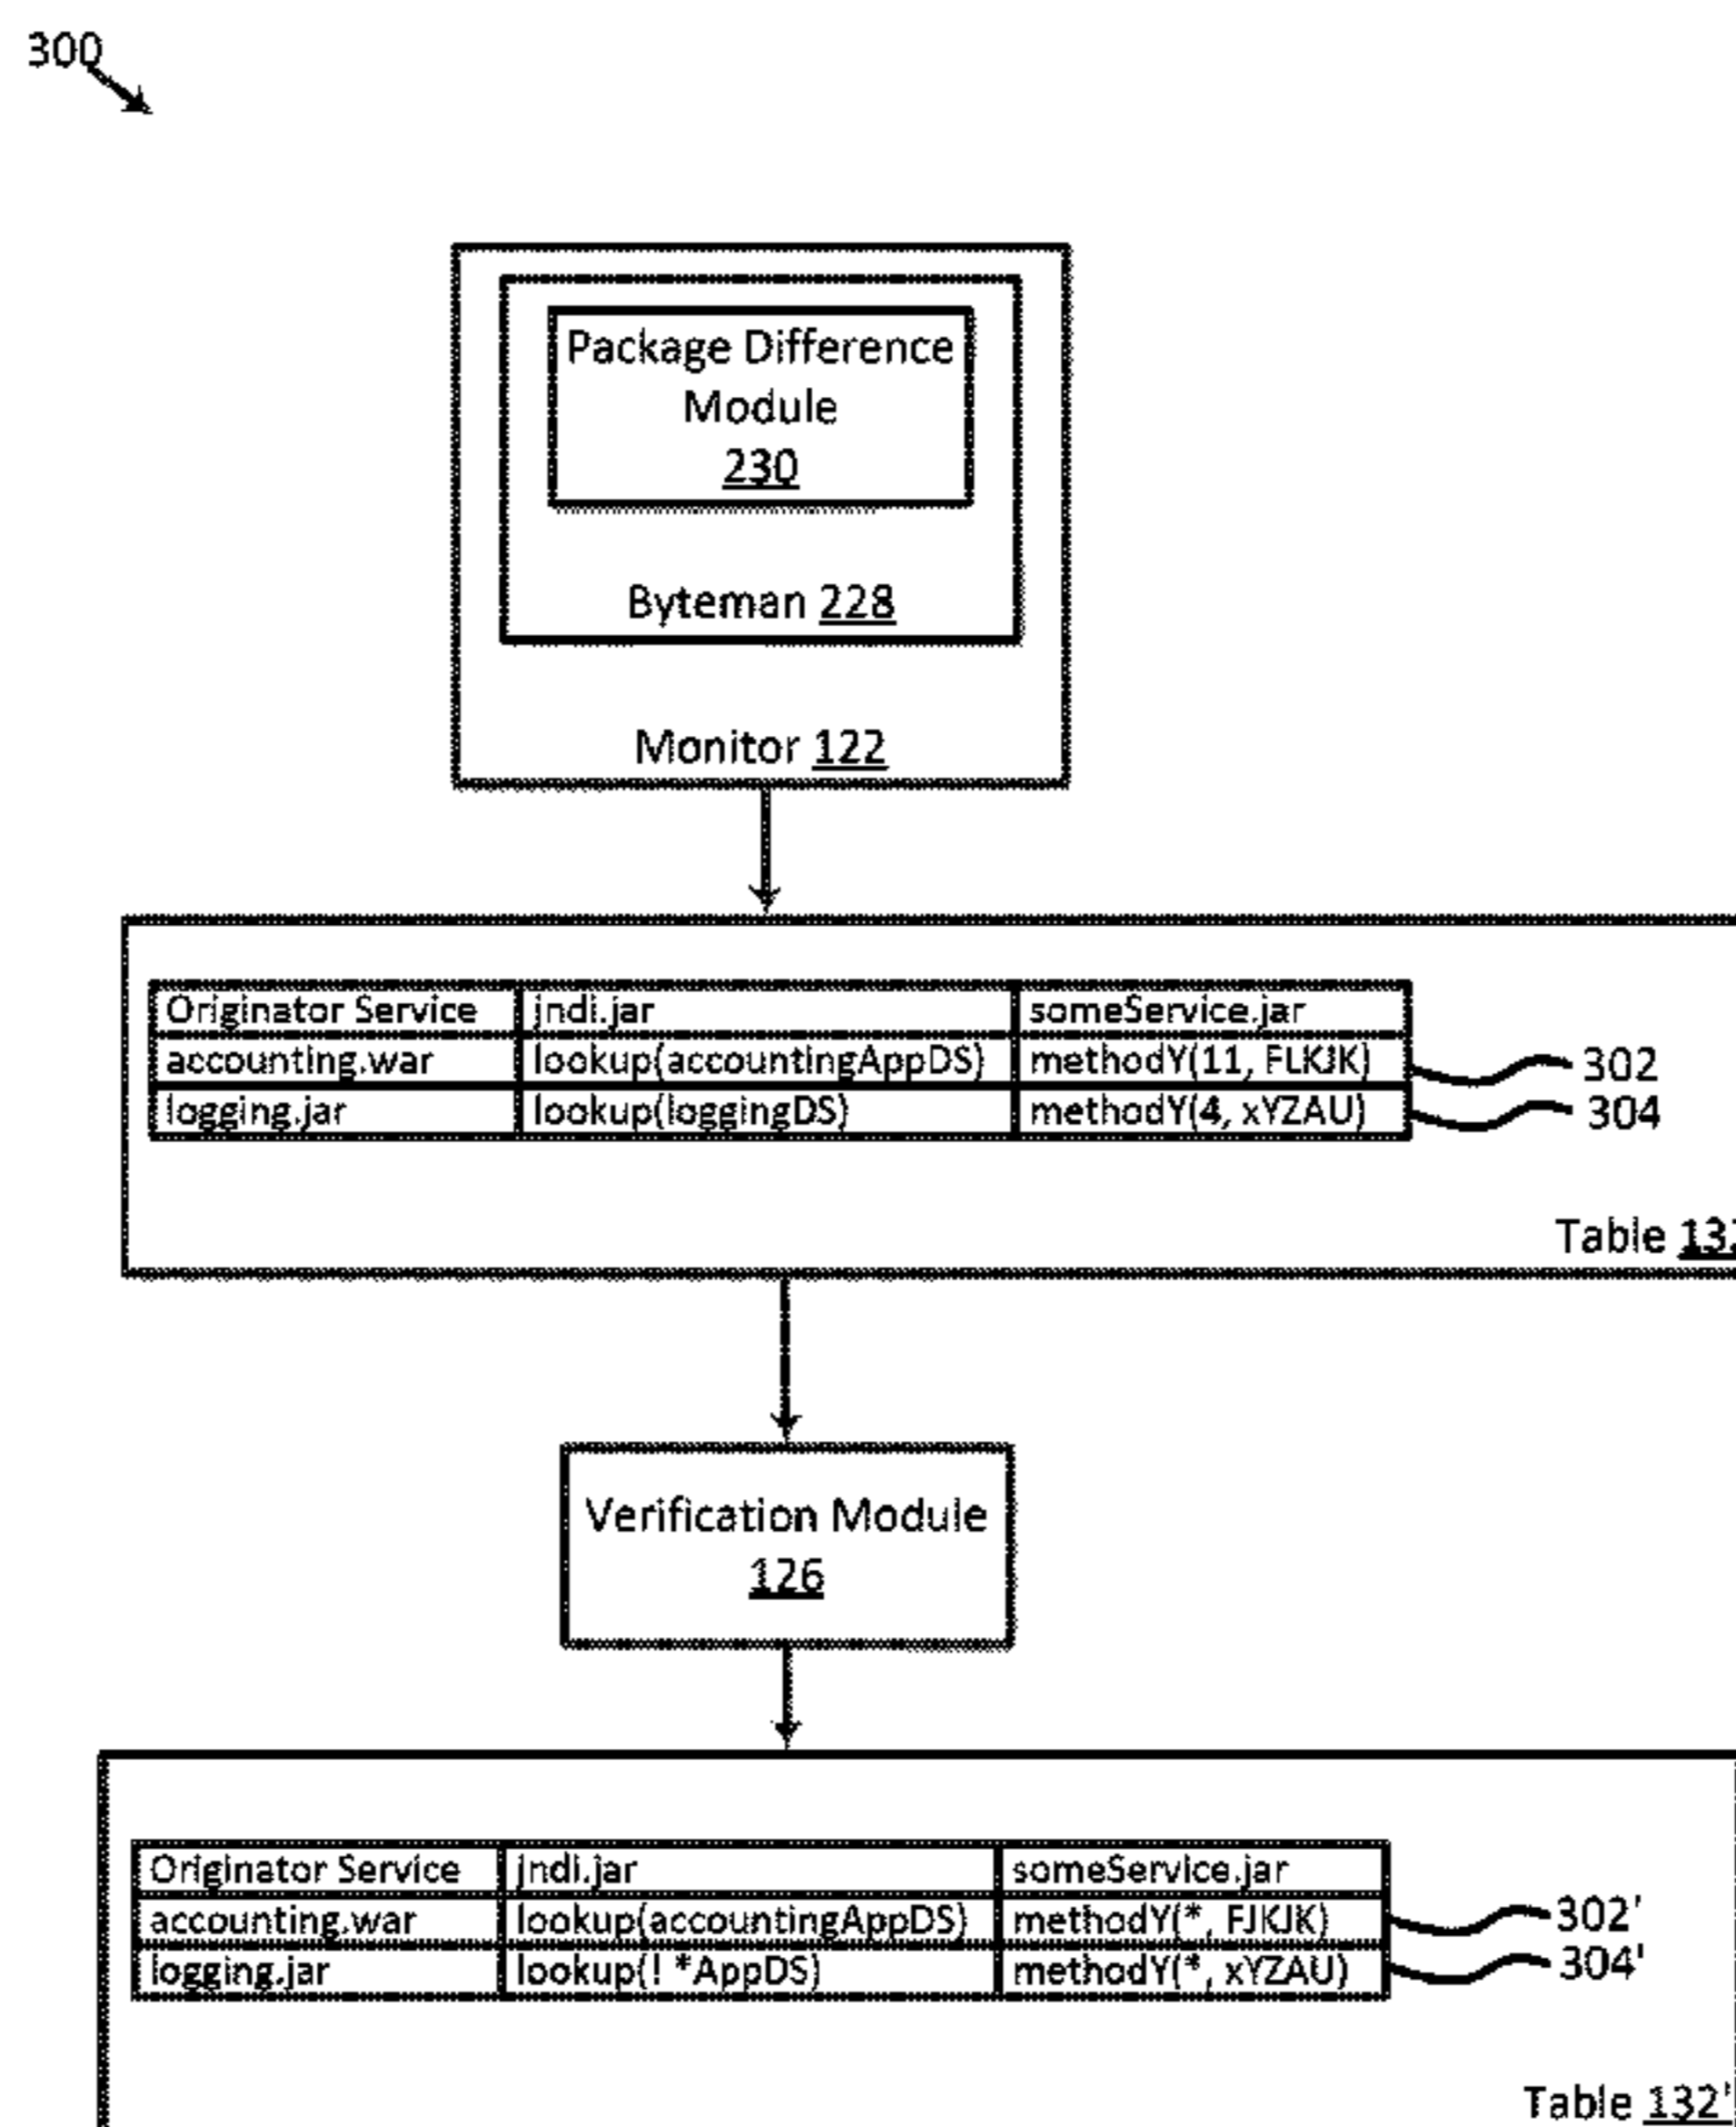 300
Package Difference
Module
230
Byteman 228
Monitor 122
Originator Service jndi.jar someService.jar
accounting.war lookup(accountingAppDS) methodY(11, FLKJK) 302
logging.jar lookup(loggingDS) methodY(4, xYZAU) 304
Table
Verification Module
126
Originator Service jndi.jar someService.jar
accounting.war lookup(accountingAppDS) methodY(*, FJKJK) 302'
logging.jar lookup(! *AppDS) methodY(*, xYZAU) 304'
Table 132'